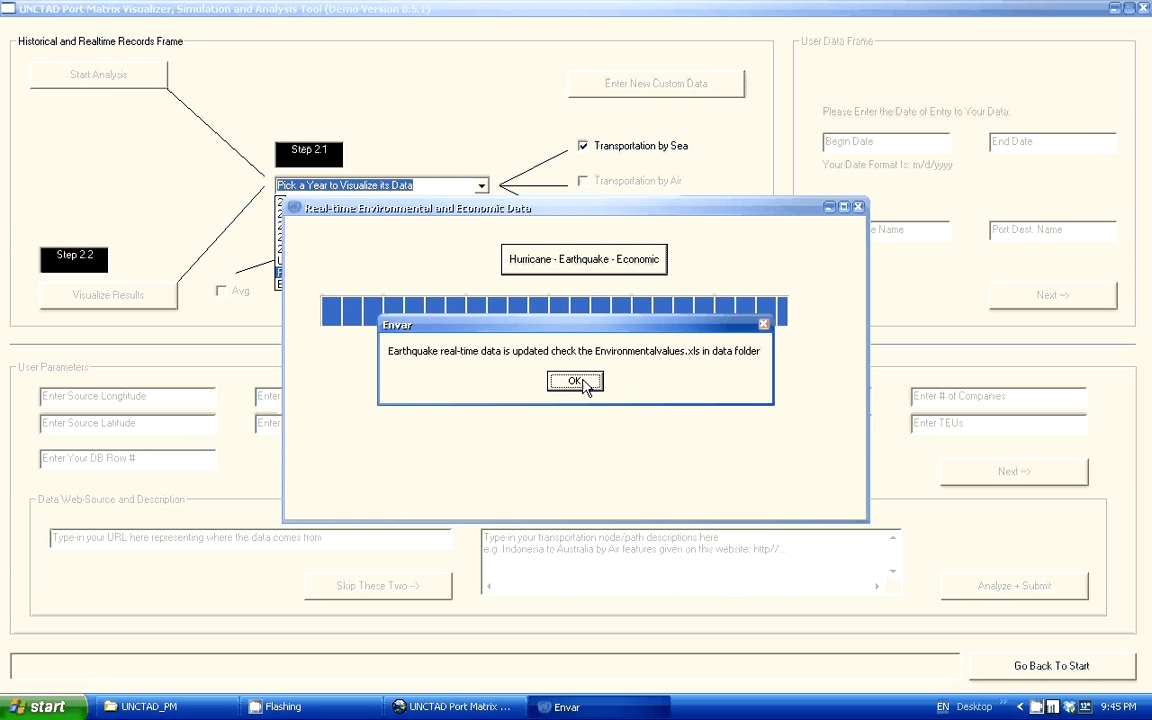 UNCTAD Port Matrix Visualizer, Simulation and Analysis Tool (Demo Version 0.5.1)
Historical and Realtime Records Frame
User Data Frame
Start Analysis
Enter New Custom Data
Please Enter the Date of Entry to Your Data:
Begin Date
End Date
Your Date Format Is: m/d/yyyy
Step 2.1
Transportation by Sea
Pick a Year to Visualize its Data
Transportation by Air
Real-time Environmental and Economic Data
Name
Port Dest. Name
Step 2.2
Hurricane - Earthquake - Economic
Visualize Results
Avg.
Next -->
Envar
Earthquake real-time data is updated check the Environmentalvalues.xls in data folder
OK
User Parameters
Enter Source Longtitude
Enter
Enter # of Companies
Enter Source Latitude
Enter
Enter TEUs
Enter Your DB Row #
Next -->
Data Web-Source and Description
Type-in your URL here representing where the data comes from
Type-in your transportation node/path descriptions here
e.g. Indonesia to Australia by Air features given on this website: http//...
Skip These Two -->
Analyze + Submit
Go Back To Start
start
UNCTAD_PM
Flashing
UNCTAD Port Matrix ...
Envar
EN
Desktop
9:45 PM